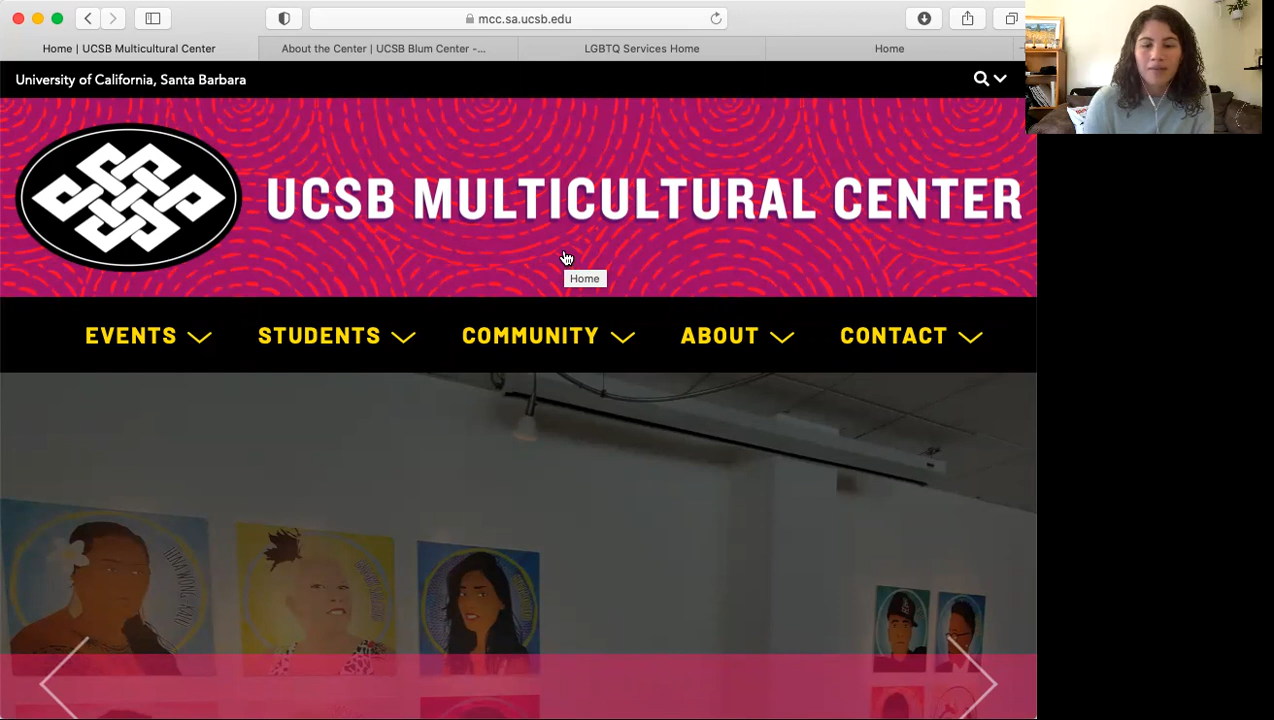 mcc.sa.ucsb.edu
Home | UCSB Multicultural Center
About the Center | UCSB Blum Center -...
LGBTQ Services Home
Home
University of California, Santa Barbara
UCSB MULTICULTURAL CENTER
Home
EVENTS
STUDENTS
COMMUNITY
ABOUT
CONTACT